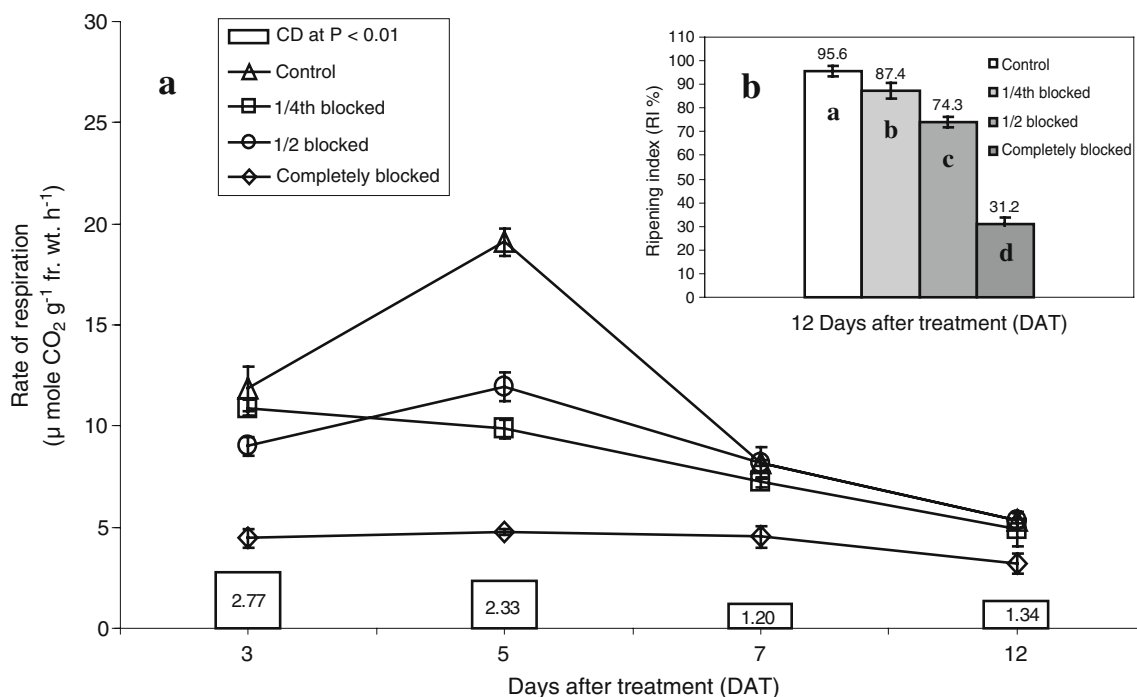 30
25
20
15
10
5
0
Rate of respiration
(μ mole CO₂ g⁻¹ fr. wt. h⁻¹)
CD at P < 0.01
Control
1/4th blocked
1/2 blocked
Completely blocked
a
2.77
2.33
1.20
1.34
3
5
7
12
Days after treatment (DAT)
110
100
90
80
70
60
50
40
30
20
10
0
Ripening index (RI %)
b
95.6
87.4
74.3
31.2
a
b
c
d
Control
1/4th blocked
1/2 blocked
Completely blocked
12 Days after treatment (DAT)